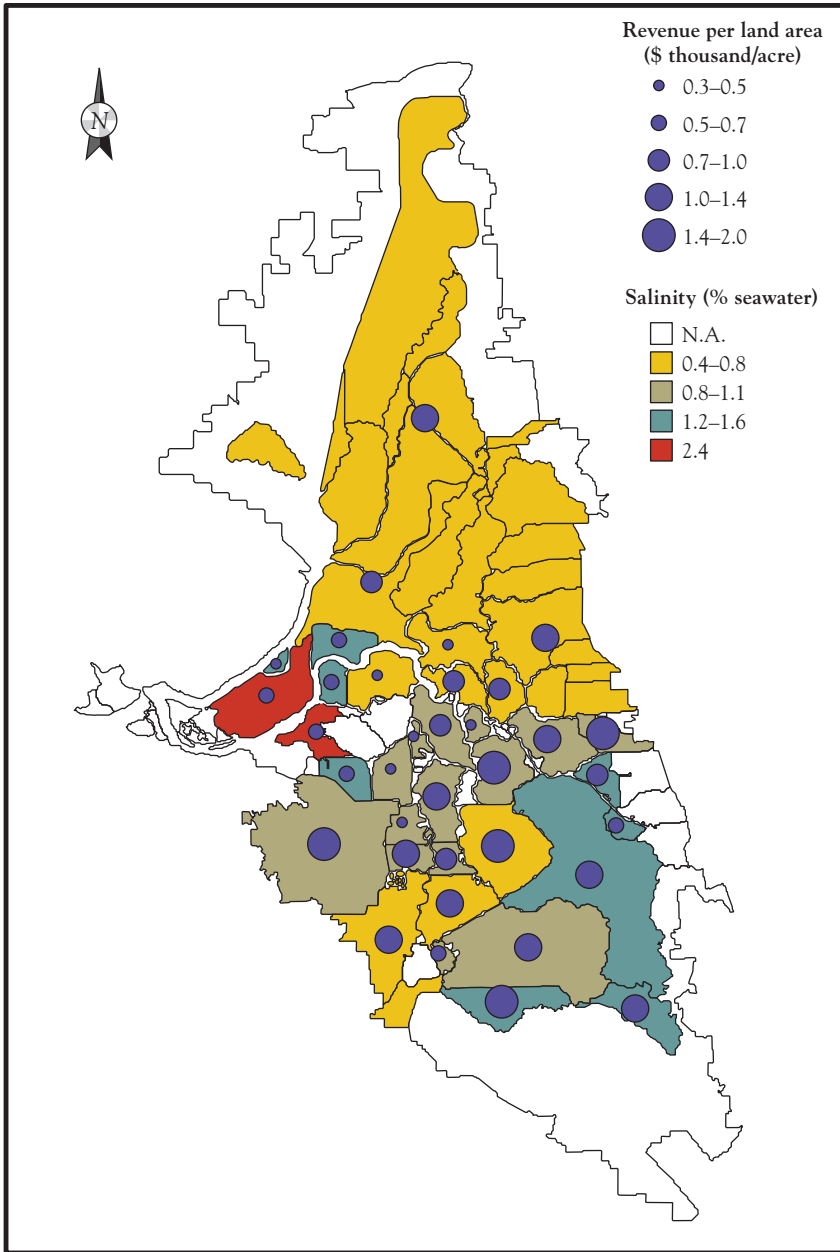 Revenue per land area
($ thousand/acre)
0.3–0.5
0.5–0.7
0.7–1.0
1.0–1.4
1.4–2.0
N
Salinity (% seawater)
N.A.
0.4–0.8
0.8–1.1
1.2–1.6
2.4